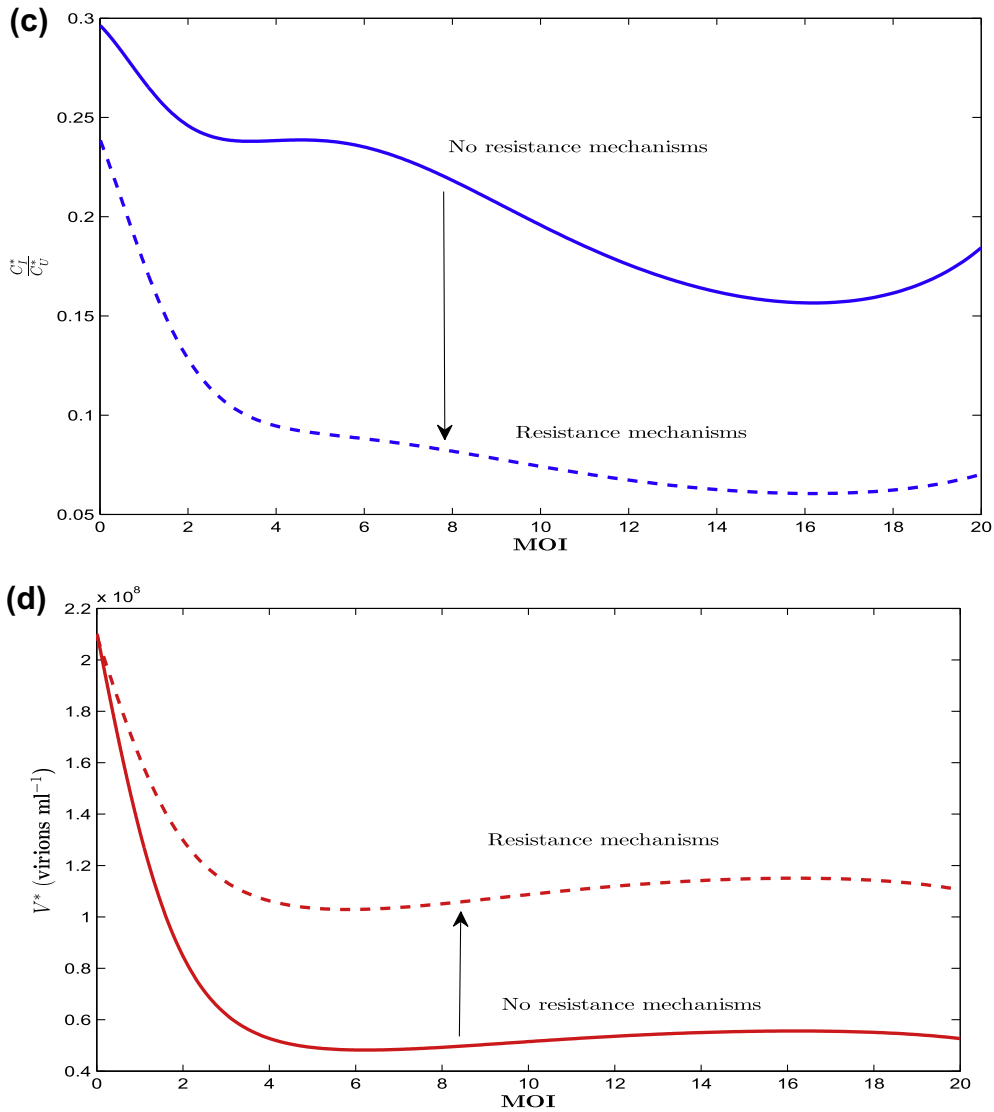 (c)
0.3
0.25
0.2
0.15
0.1
0.05
C*_I / C*_U
No resistance mechanisms
Resistance mechanisms
0 2 4 6 8 10 12 14 16 18 20
MOI
(d)
x 10^8
2.2
2
1.8
1.6
1.4
1.2
1
0.8
0.6
0.4
V* (virions ml^−1)
Resistance mechanisms
No resistance mechanisms
0 2 4 6 8 10 12 14 16 18 20
MOI